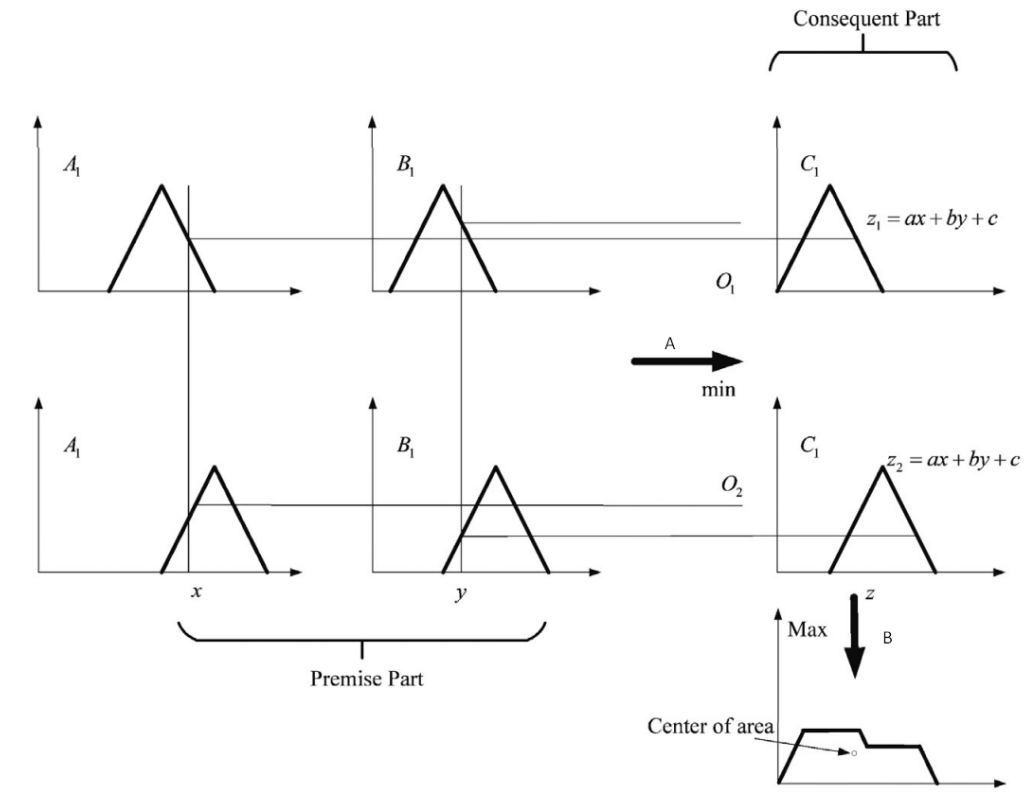 Consequent Part
A₁
B₁
C₁
z₁ = ax + by + c
O₁
A
min
A₁
B₁
C₁
z₂ = ax + by + c
O₂
x
y
z
Max
B
Premise Part
Center of area